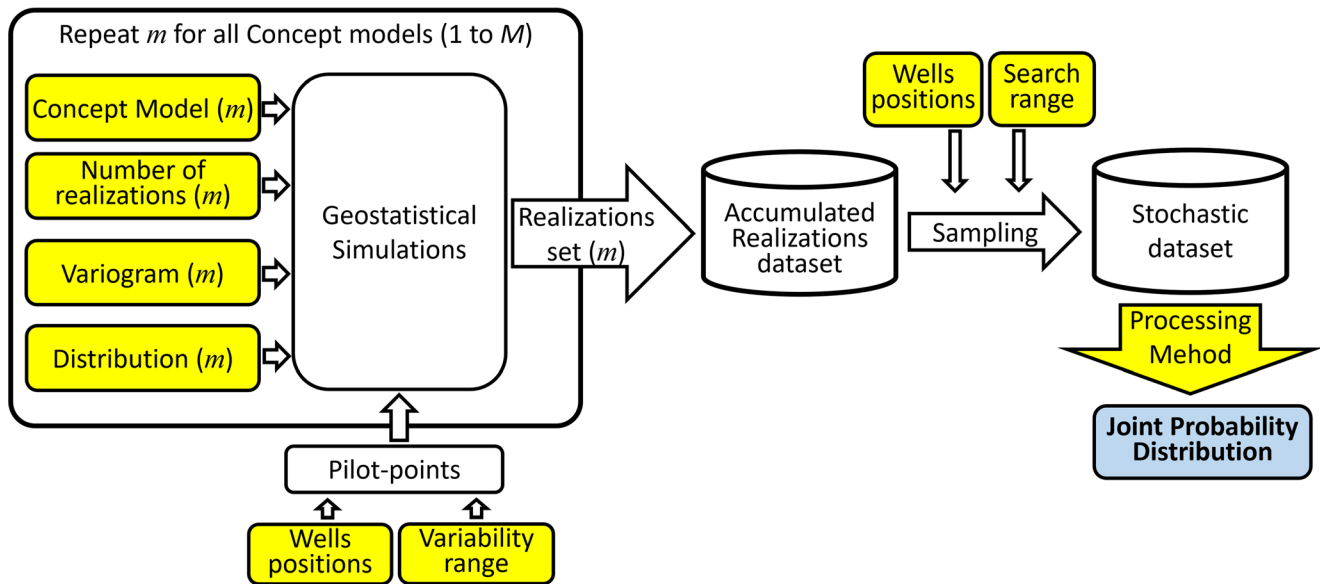 Repeat m for all Concept models (1 to M)
Concept Model (m)
Number of
realizations (m)
Variogram (m)
Distribution (m)
Geostatistical
Simulations
Realizations
set (m)
Pilot-points
Wells
positions
Variability
range
Accumulated
Realizations
dataset
Wells
positions
Search
range
Sampling
Stochastic
dataset
Processing
Mehod
Joint Probability
Distribution